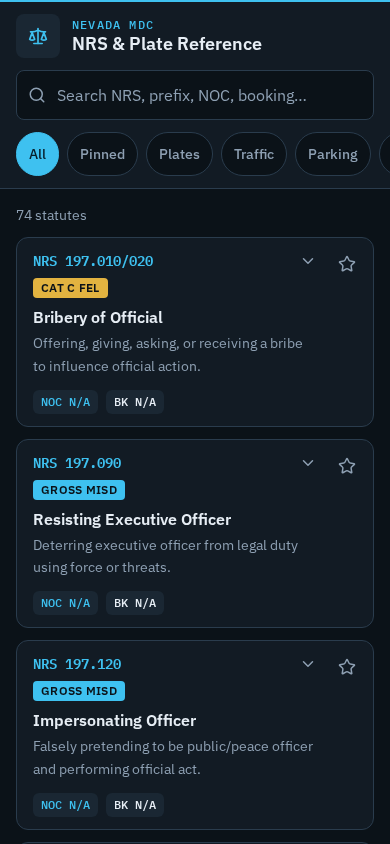 NEVADA MDC
NRS & Plate Reference
Search NRS, prefix, NOC, booking...
All Pinned Plates Traffic Parking
74 statutes
NRS 197.010/020
CAT C FEL
Bribery of Official
Offering, giving, asking, or receiving a bribe
to influence official action.
NOC N/A BK N/A
NRS 197.090
GROSS MISD
Resisting Executive Officer
Deterring executive officer from legal duty
using force or threats.
NOC N/A BK N/A
NRS 197.120
GROSS MISD
Impersonating Officer
Falsely pretending to be public/peace officer
and performing official act.
NOC N/A BK N/A